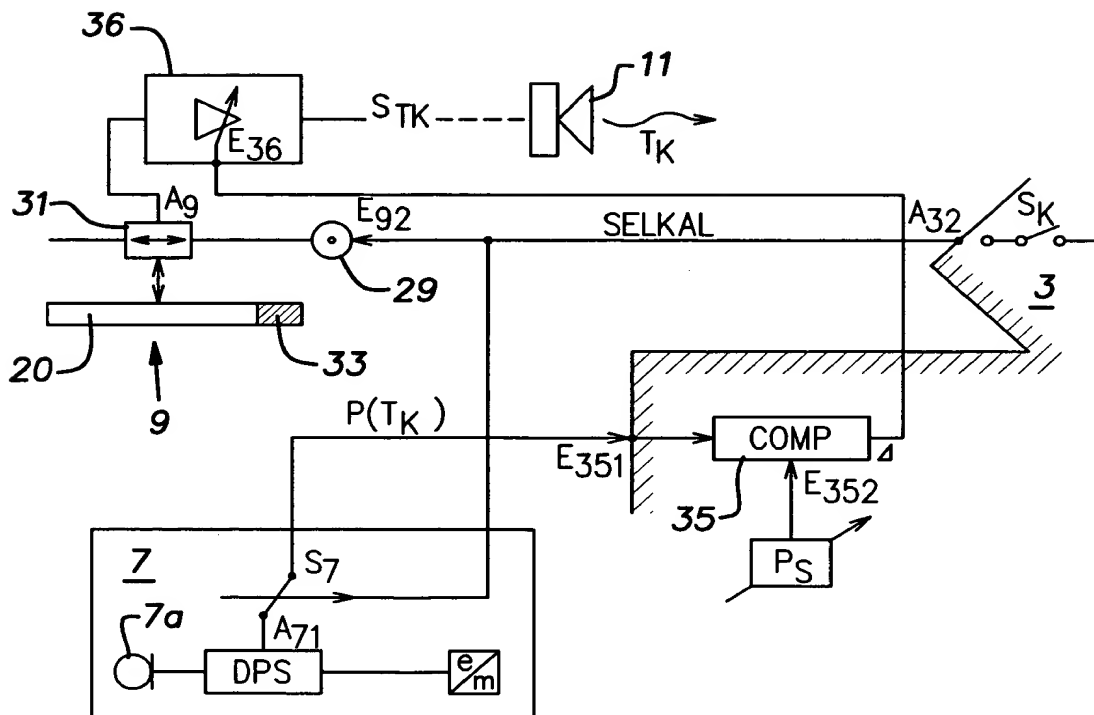 36
11
S_TK
T_K
E_36
31
A_9
E_92
SELKAL
A_32
S_K
29
3
20
33
9
P(T_K)
E_351
COMP
Δ
E_352
35
P_S
7
S_7
7a
A_71
DPS
e/m